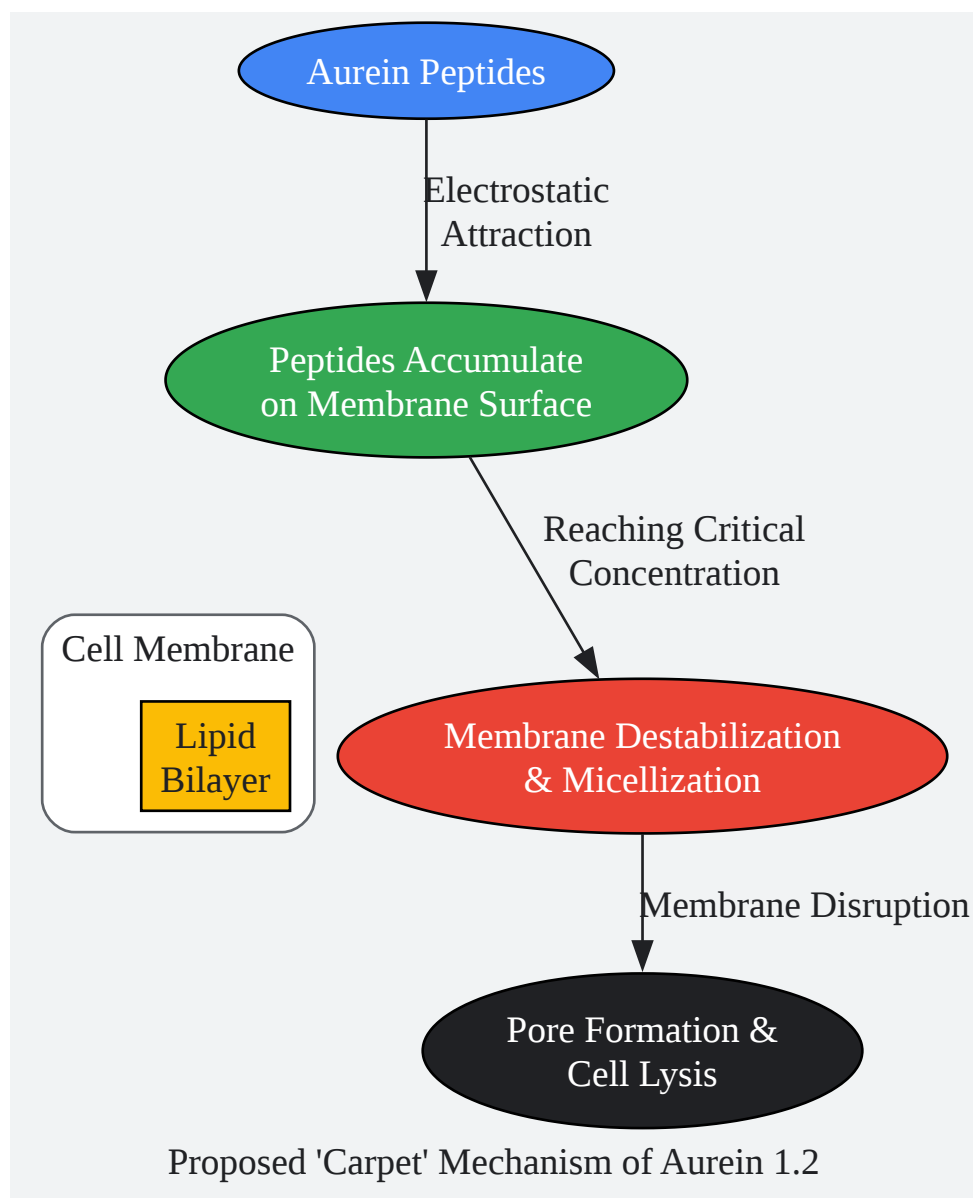 Aurein Peptides
Electrostatic
Attraction
Peptides Accumulate
on Membrane Surface
Reaching Critical
Concentration
Cell Membrane
Lipid
Bilayer
Membrane Destabilization
& Micellization
Membrane Disruption
Pore Formation &
Cell Lysis
Proposed 'Carpet' Mechanism of Aurein 1.2